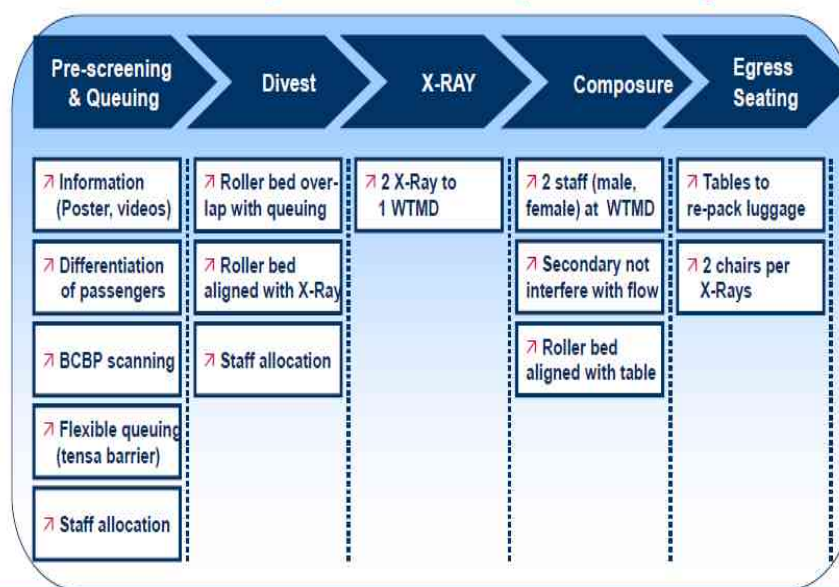 Pre-screening
& Queuing
Divest
X-RAY
Composure
Egress
Seating
Information
(Poster, videos)
Differentiation
of passengers
BCBP scanning
Flexible queuing
(tensa barrier)
Staff allocation
Roller bed over-
lap with queuing
Roller bed
aligned with X-Ray
Staff allocation
2 X-Ray to
1 WTMD
2 staff (male,
female) at WTMD
Secondary not
interfere with flow
Roller bed
aligned with table
Tables to
re-pack luggage
2 chairs per
X-Rays